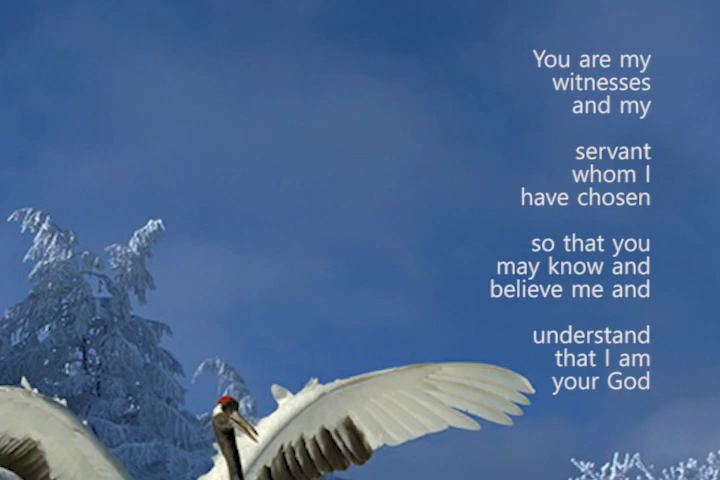 You are my
witnesses
and my
servant
whom I
have chosen
so that you
may know and
believe me and
understand
that I am
your God